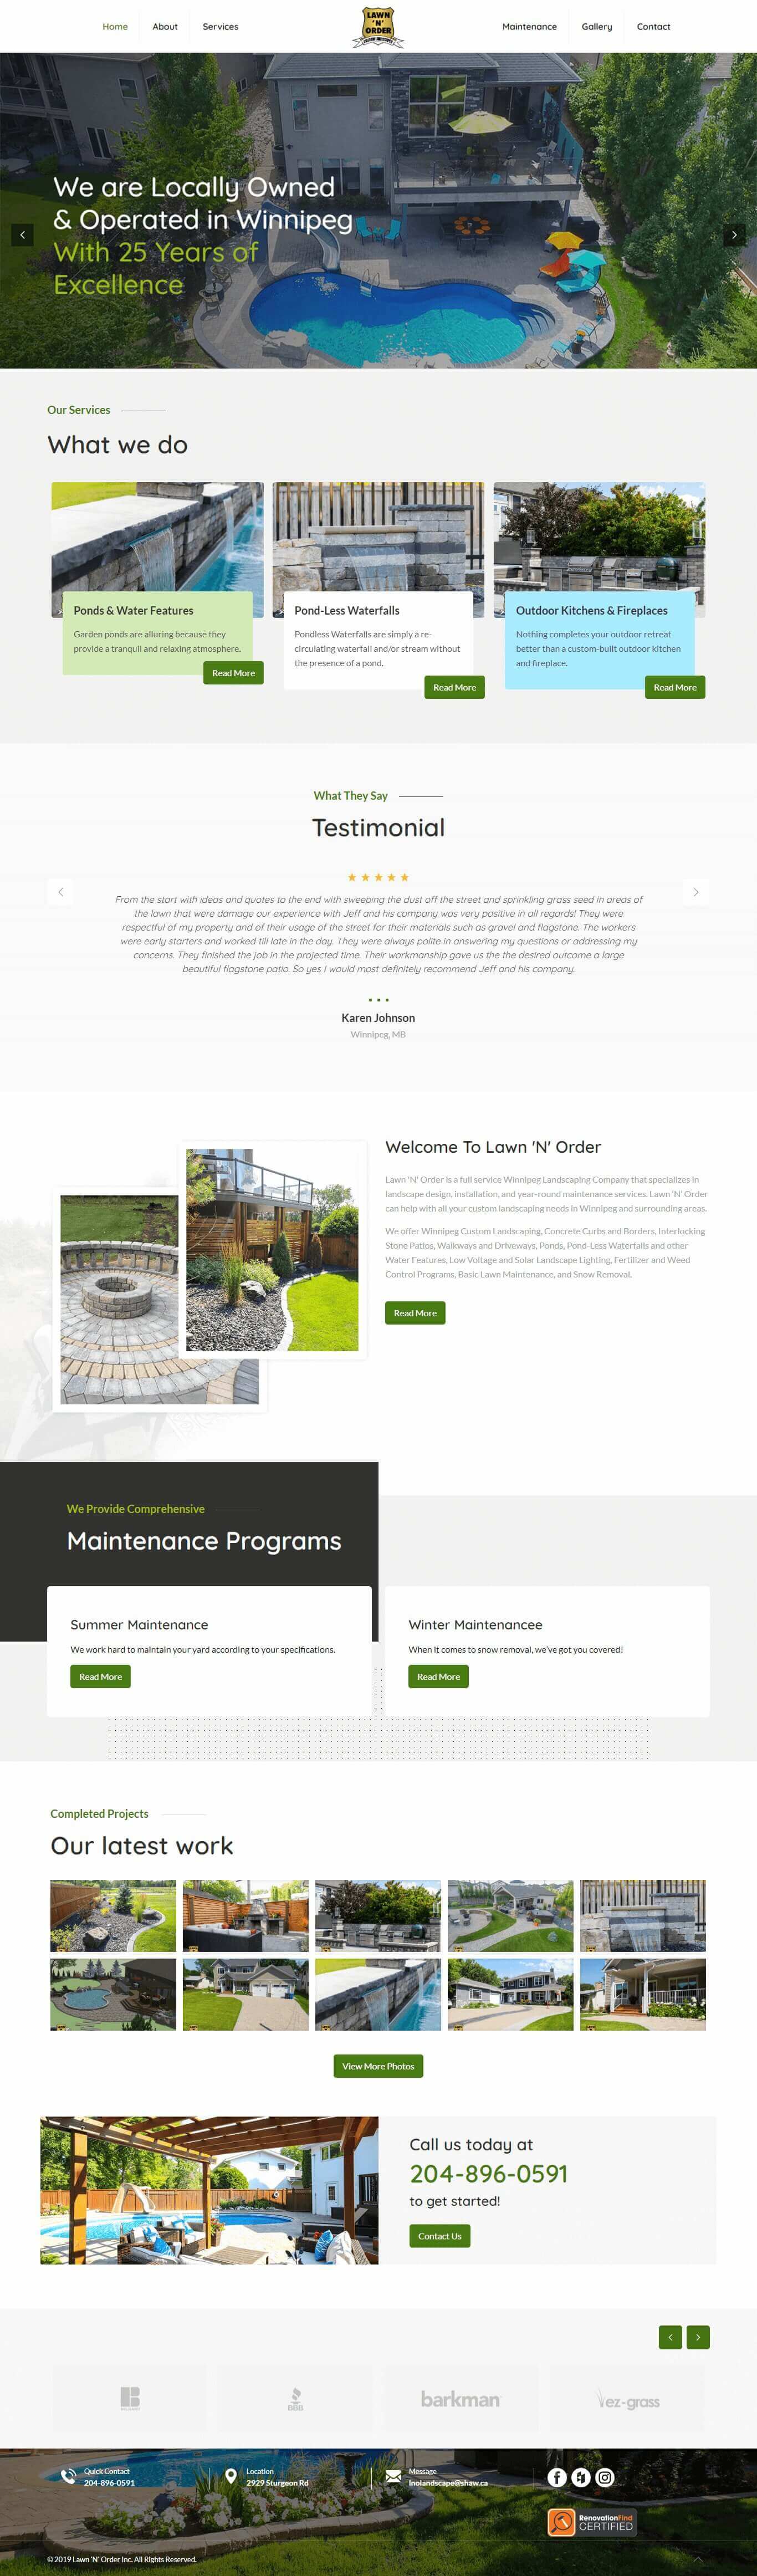 Home
About
Services
LAWN
'N'
ORDER
Maintenance
Gallery
Contact
We are Locally Owned
& Operated in Winnipeg
With 25 Years of
Excellence
Our Services
What we do
Ponds & Water Features
Garden ponds are alluring because they
provide a tranquil and relaxing atmosphere.
Read More
Pond-Less Waterfalls
Pondless Waterfalls are simply a re-
circulating waterfall and/or stream without
the presence of a pond.
Read More
Outdoor Kitchens & Fireplaces
Nothing completes your outdoor retreat
better than a custom-built outdoor kitchen
and fireplace.
Read More
What They Say
Testimonial
From the start with ideas and quotes to the end with sweeping the dust off the street and sprinkling grass seed in areas of
the lawn that were damage our experience with Jeff and his company was very positive in all regards! They were
respectful of my property and of their usage of the street for their materials such as gravel and flagstone. The workers
were early starters and worked till late in the day. They were always polite in answering my questions or addressing my
concerns. They finished the job in the projected time. Their workmanship gave us the the desired outcome a large
beautiful flagstone patio. So yes I would most definitely recommend Jeff and his company.
Karen Johnson
Winnipeg, MB
Welcome To Lawn 'N' Order
Lawn 'N' Order is a full service Winnipeg Landscaping Company that specializes in
landscape design, installation, and year-round maintenance services. Lawn 'N' Order
can help with all your custom landscaping needs in Winnipeg and surrounding areas.
We offer Winnipeg Custom Landscaping, Concrete Curbs and Borders, Interlocking
Stone Patios, Walkways and Driveways, Ponds, Pond-Less Waterfalls and other
Water Features, Low Voltage and Solar Landscape Lighting, Fertilizer and Weed
Control Programs, Basic Lawn Maintenance, and Snow Removal.
Read More
We Provide Comprehensive
Maintenance Programs
Summer Maintenance
We work hard to maintain your yard according to your specifications.
Read More
Winter Maintenancee
When it comes to snow removal, we've got you covered!
Read More
Completed Projects
Our latest work
View More Photos
Call us today at
204-896-0591
to get started!
Contact Us
BBB
barkman
ez-grass
Quick Contact
204-896-0591
Location
2929 Sturgeon Rd
Message
lnolandscape@shaw.ca
RenovationFind
CERTIFIED
© 2019 Lawn 'N' Order Inc. All Rights Reserved.